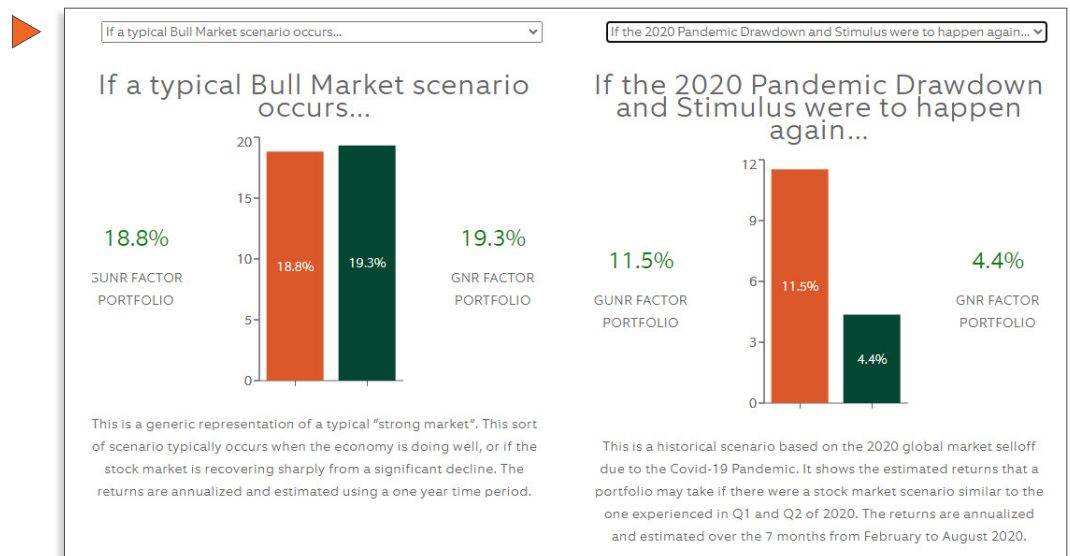 If a typical Bull Market scenario occurs...
If a typical Bull Market scenario
occurs...
20
15
10
5
0
18.8%
19.3%
18.8%
GUNR FACTOR
PORTFOLIO
19.3%
GNR FACTOR
PORTFOLIO
This is a generic representation of a typical "strong market". This sort
of scenario typically occurs when the economy is doing well, or if the
stock market is recovering sharply from a significant decline. The
returns are annualized and estimated using a one year time period.
If the 2020 Pandemic Drawdown and Stimulus were to happen again...
If the 2020 Pandemic Drawdown
and Stimulus were to happen
again...
12
9
6
3
0
11.5%
4.4%
11.5%
GUNR FACTOR
PORTFOLIO
4.4%
GNR FACTOR
PORTFOLIO
This is a historical scenario based on the 2020 global market selloff
due to the Covid-19 Pandemic. It shows the estimated returns that a
portfolio may take if there were a stock market scenario similar to the
one experienced in Q1 and Q2 of 2020. The returns are annualized
and estimated over the 7 months from February to August 2020.